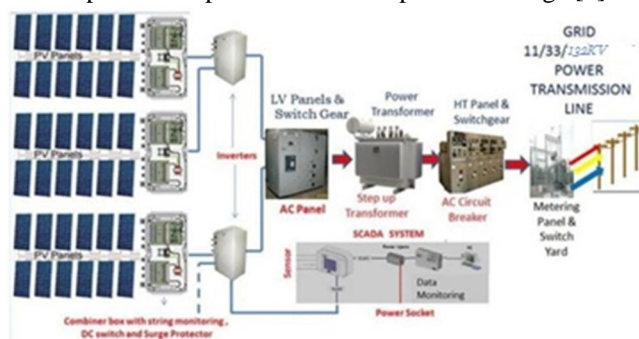 PV Panels
PV Panels
PV Panels
Inverters
LV Panels &
Switch Gear
AC Panel
Power
Transformer
Step up
Transformer
HT Panel &
Switchgear
AC Circuit
Breaker
GRID
11/33/132KV
POWER
TRANSMISSION
LINE
Metering
Panel &
Switch
Yard
SCADA SYSTEM
Sensor
Data
Monitoring
Power Socket
Combiner box with string monitoring ,
DC switch and Surge Protector